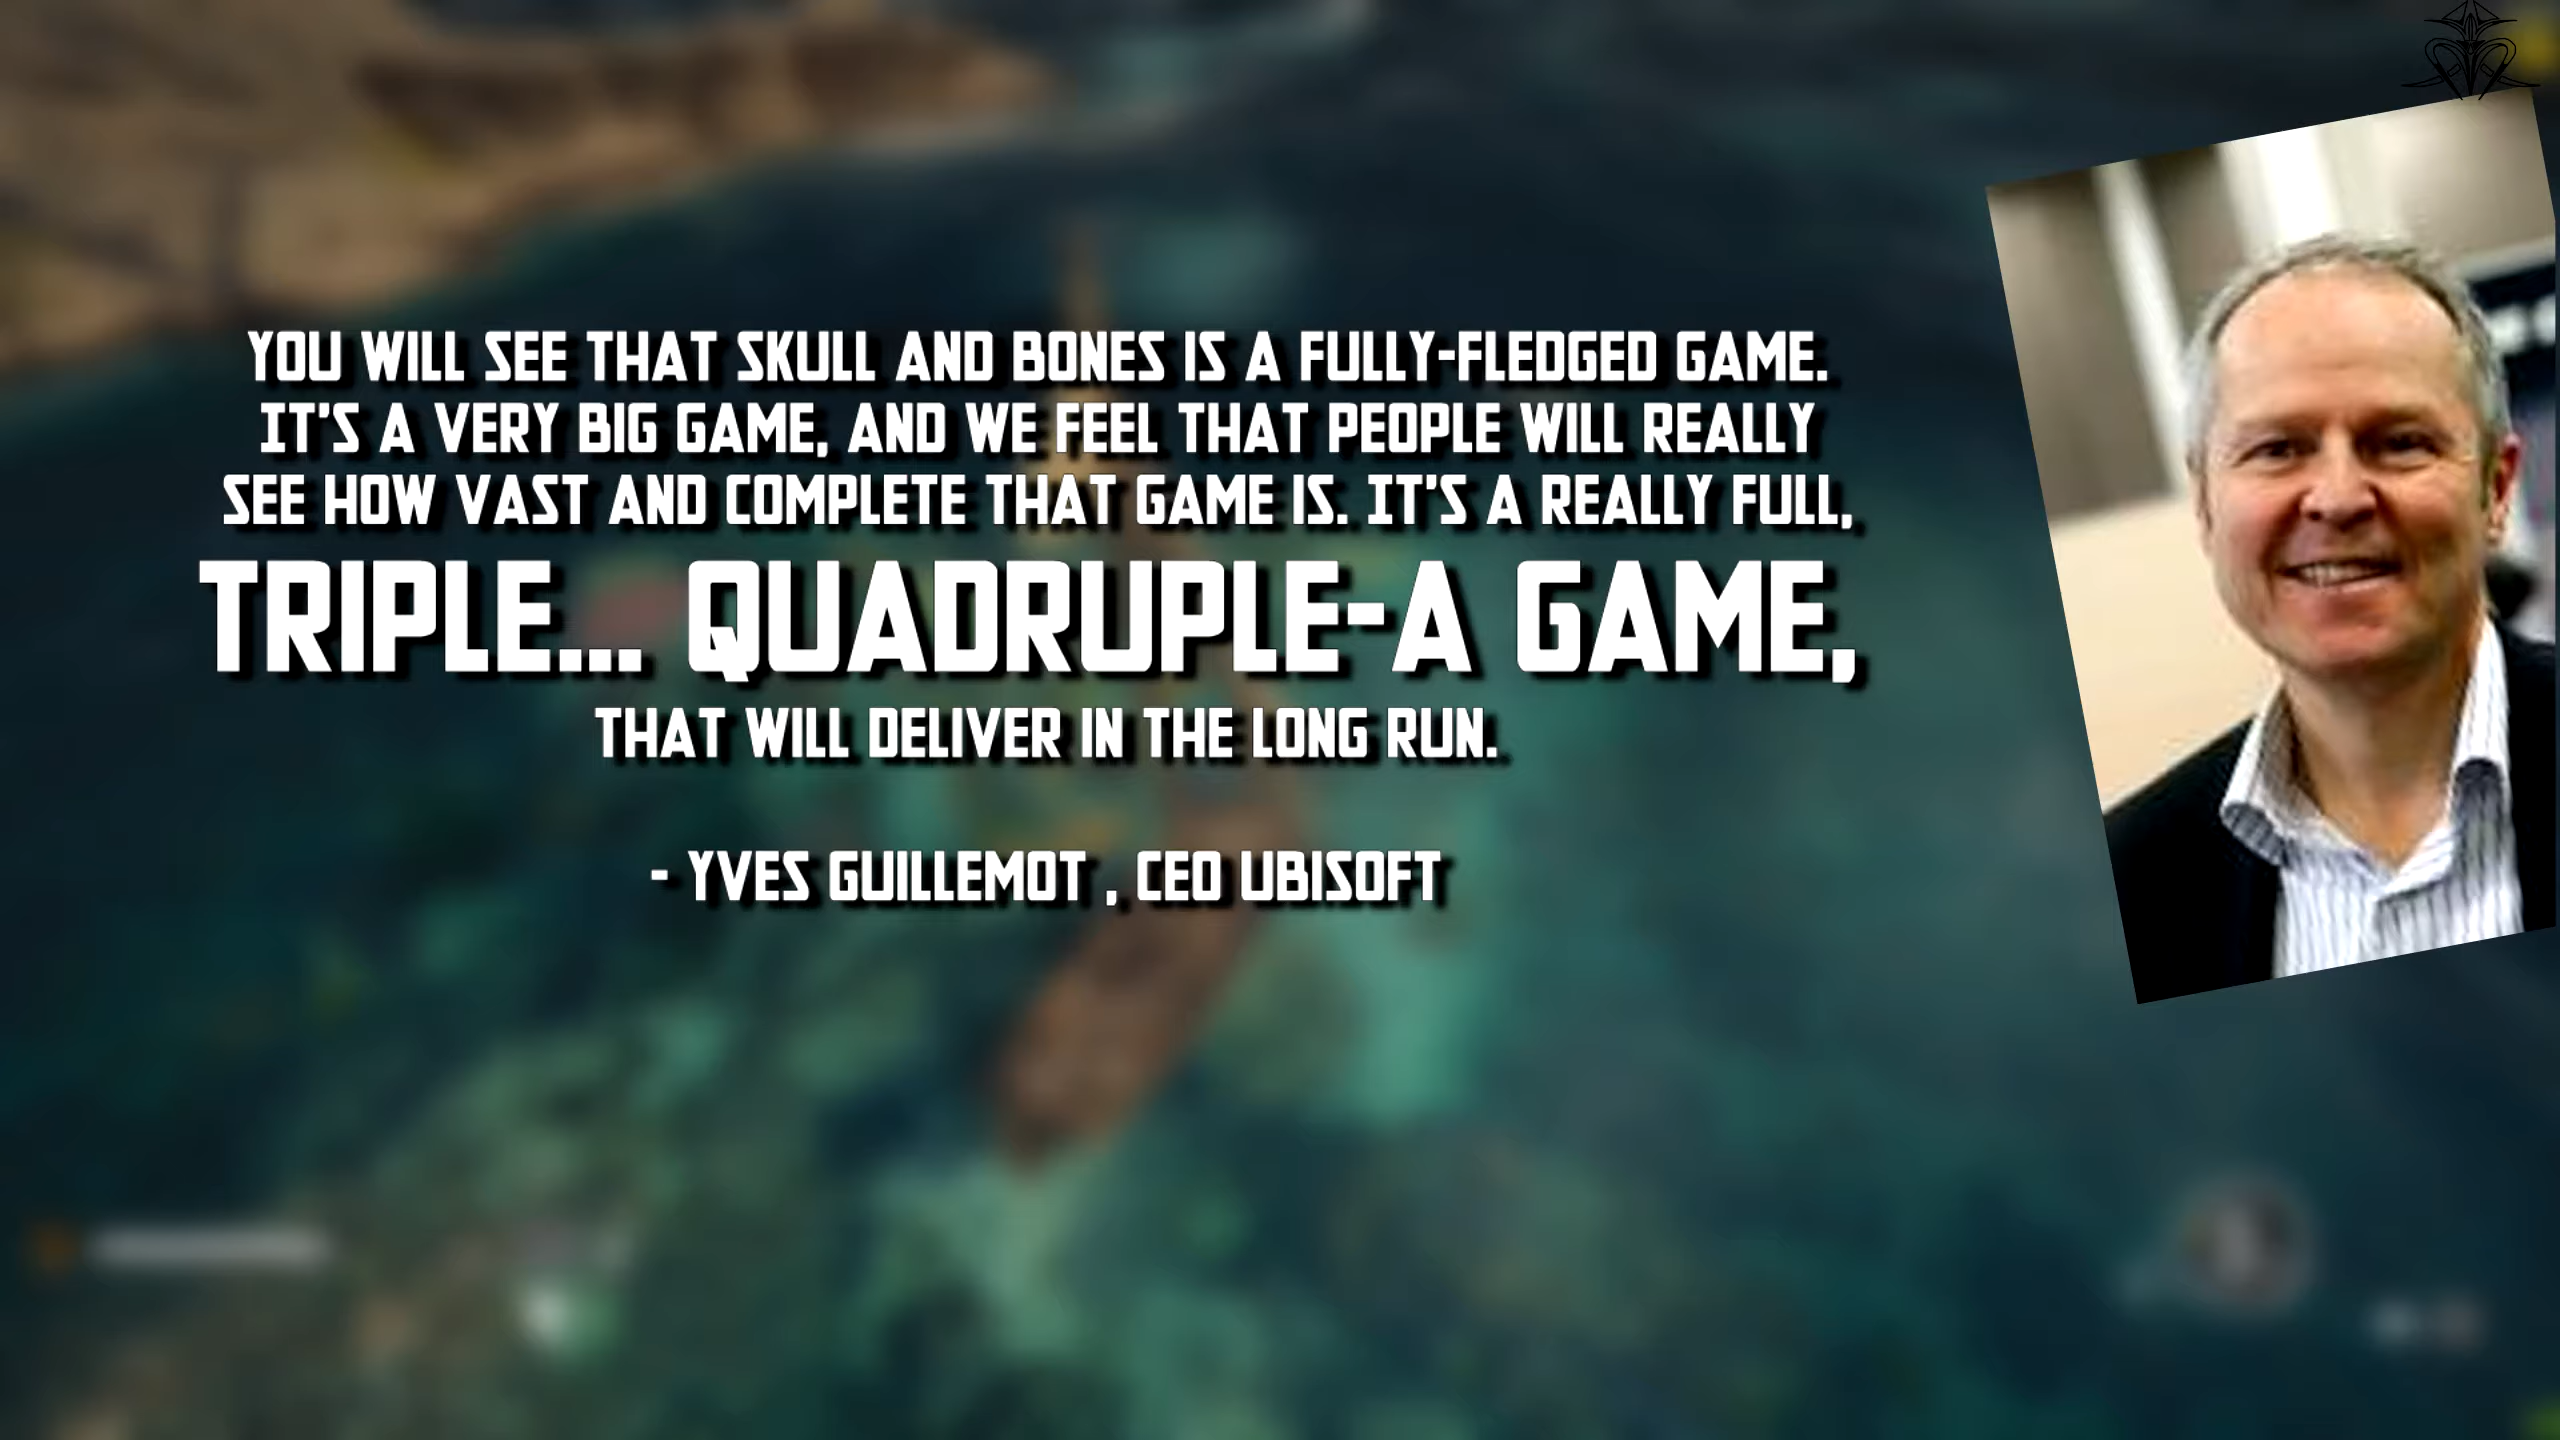 YOU WILL SEE THAT SKULL AND BONES IS A FULLY-FLEDGED GAME.
IT'S A VERY BIG GAME, AND WE FEEL THAT PEOPLE WILL REALLY
SEE HOW VAST AND COMPLETE THAT GAME IS. IT'S A REALLY FULL,
TRIPLE... QUADRUPLE-A GAME,
THAT WILL DELIVER IN THE LONG RUN.
- YVES GUILLEMOT , CEO UBISOFT